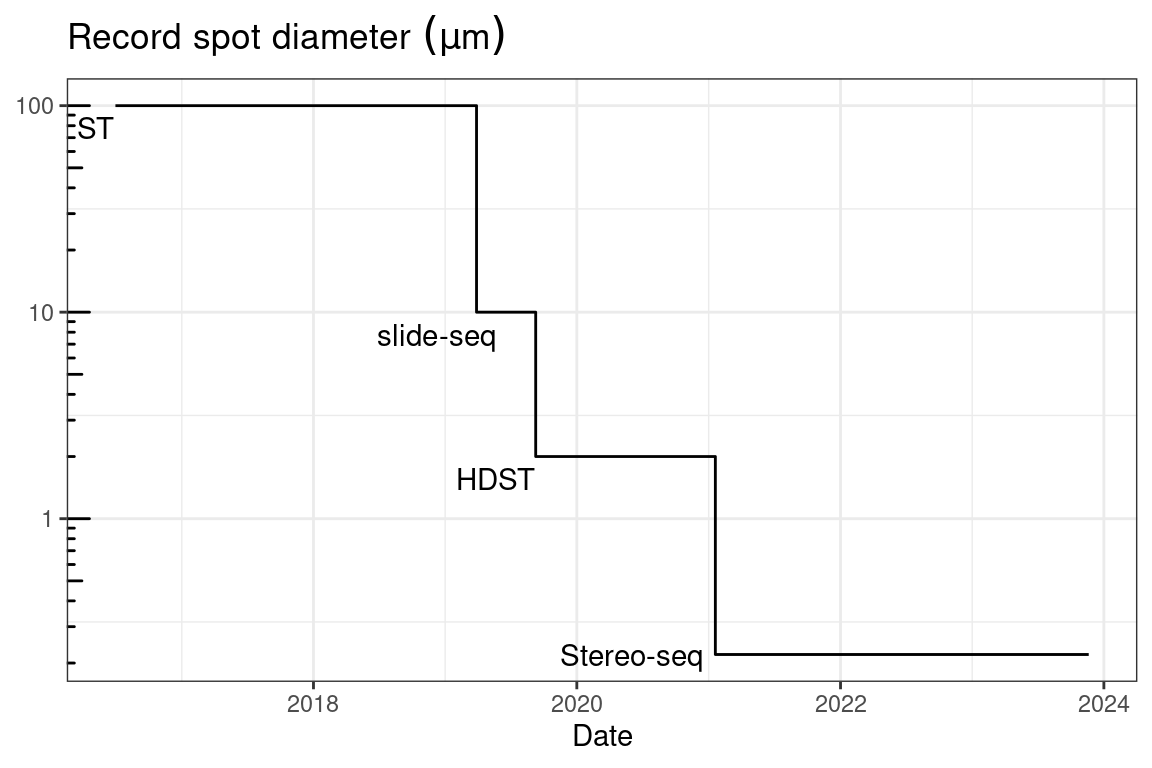 Record spot diameter (μm)
100
ST
10
slide-seq
HDST
1
Stereo-seq
2018 2020 2022 2024
Date